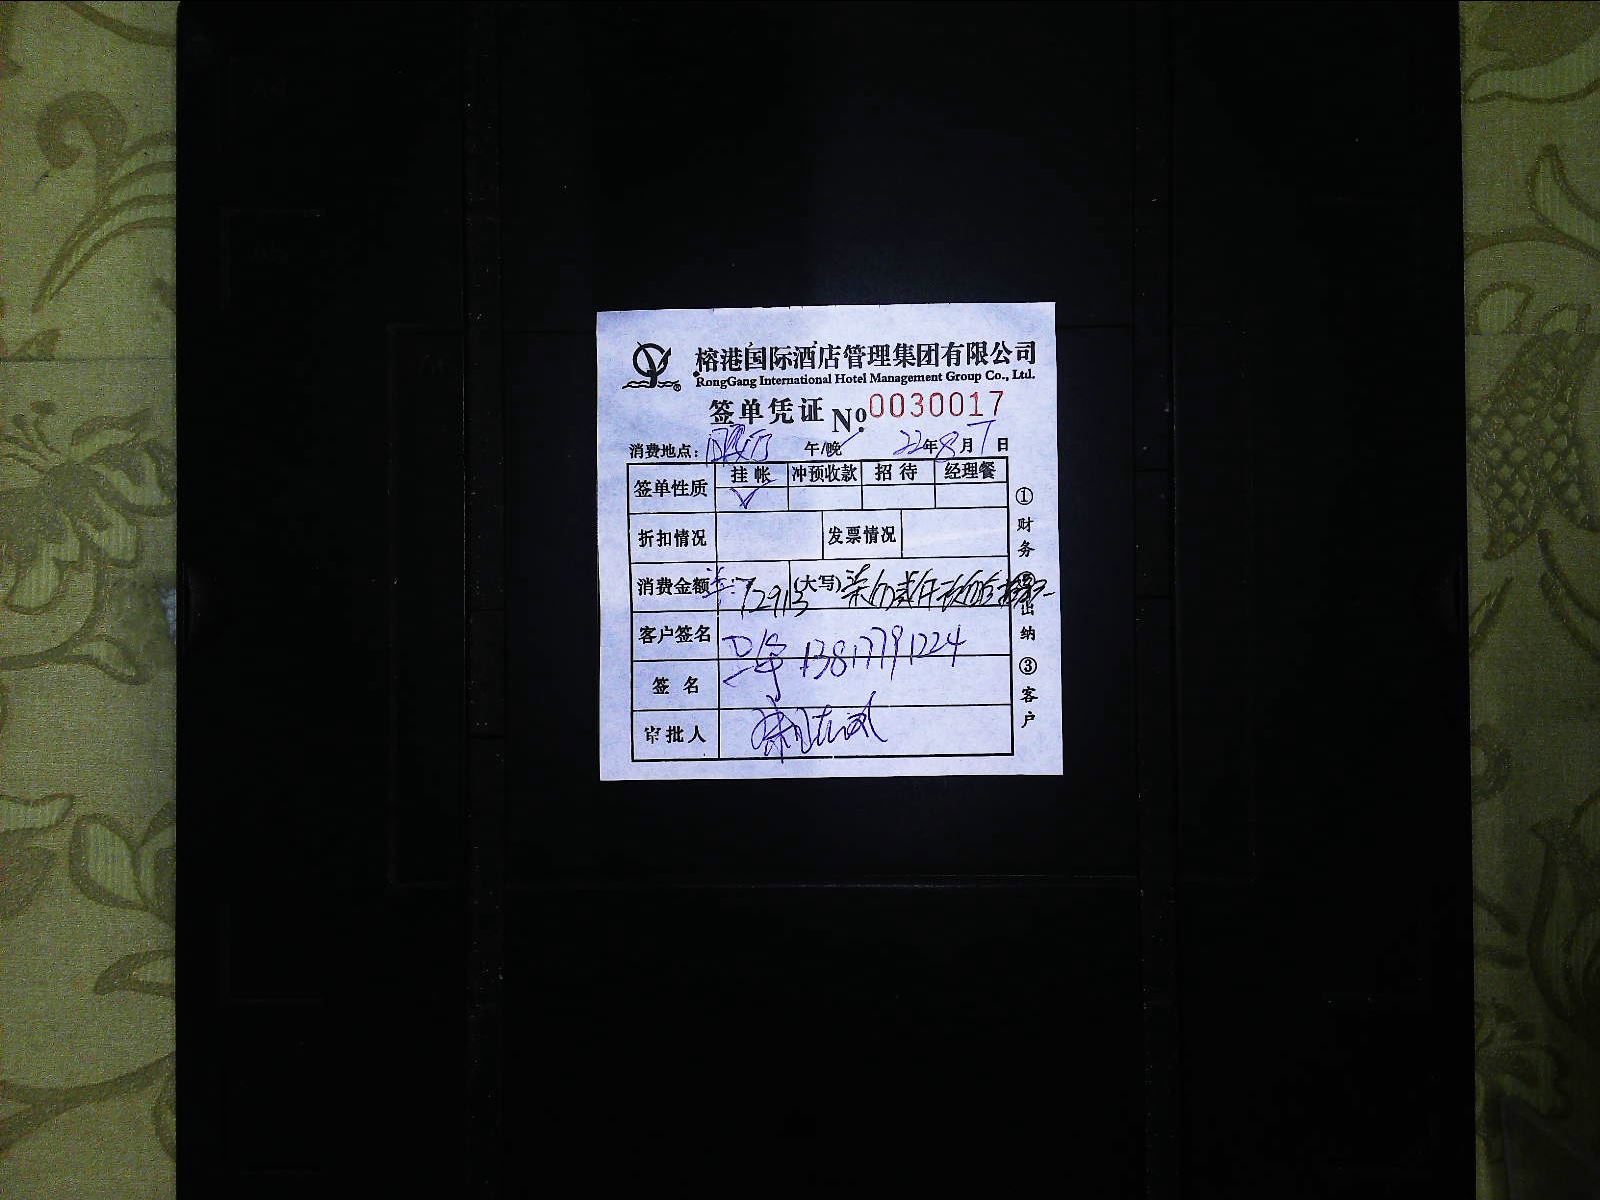 榕港国际酒店管理集团有限公司
RongGang International Hotel Management Group Co., Ltd.
签单凭证 Nº 0030017
消费地点: 午/晚 22年8月7日
签单性质 挂帐 冲预收款 招待 经理餐
折扣情况 发票情况
消费金额 72913 (大写)
客户签名 13817791224
签名
审批人
①财务
②出纳
③客户